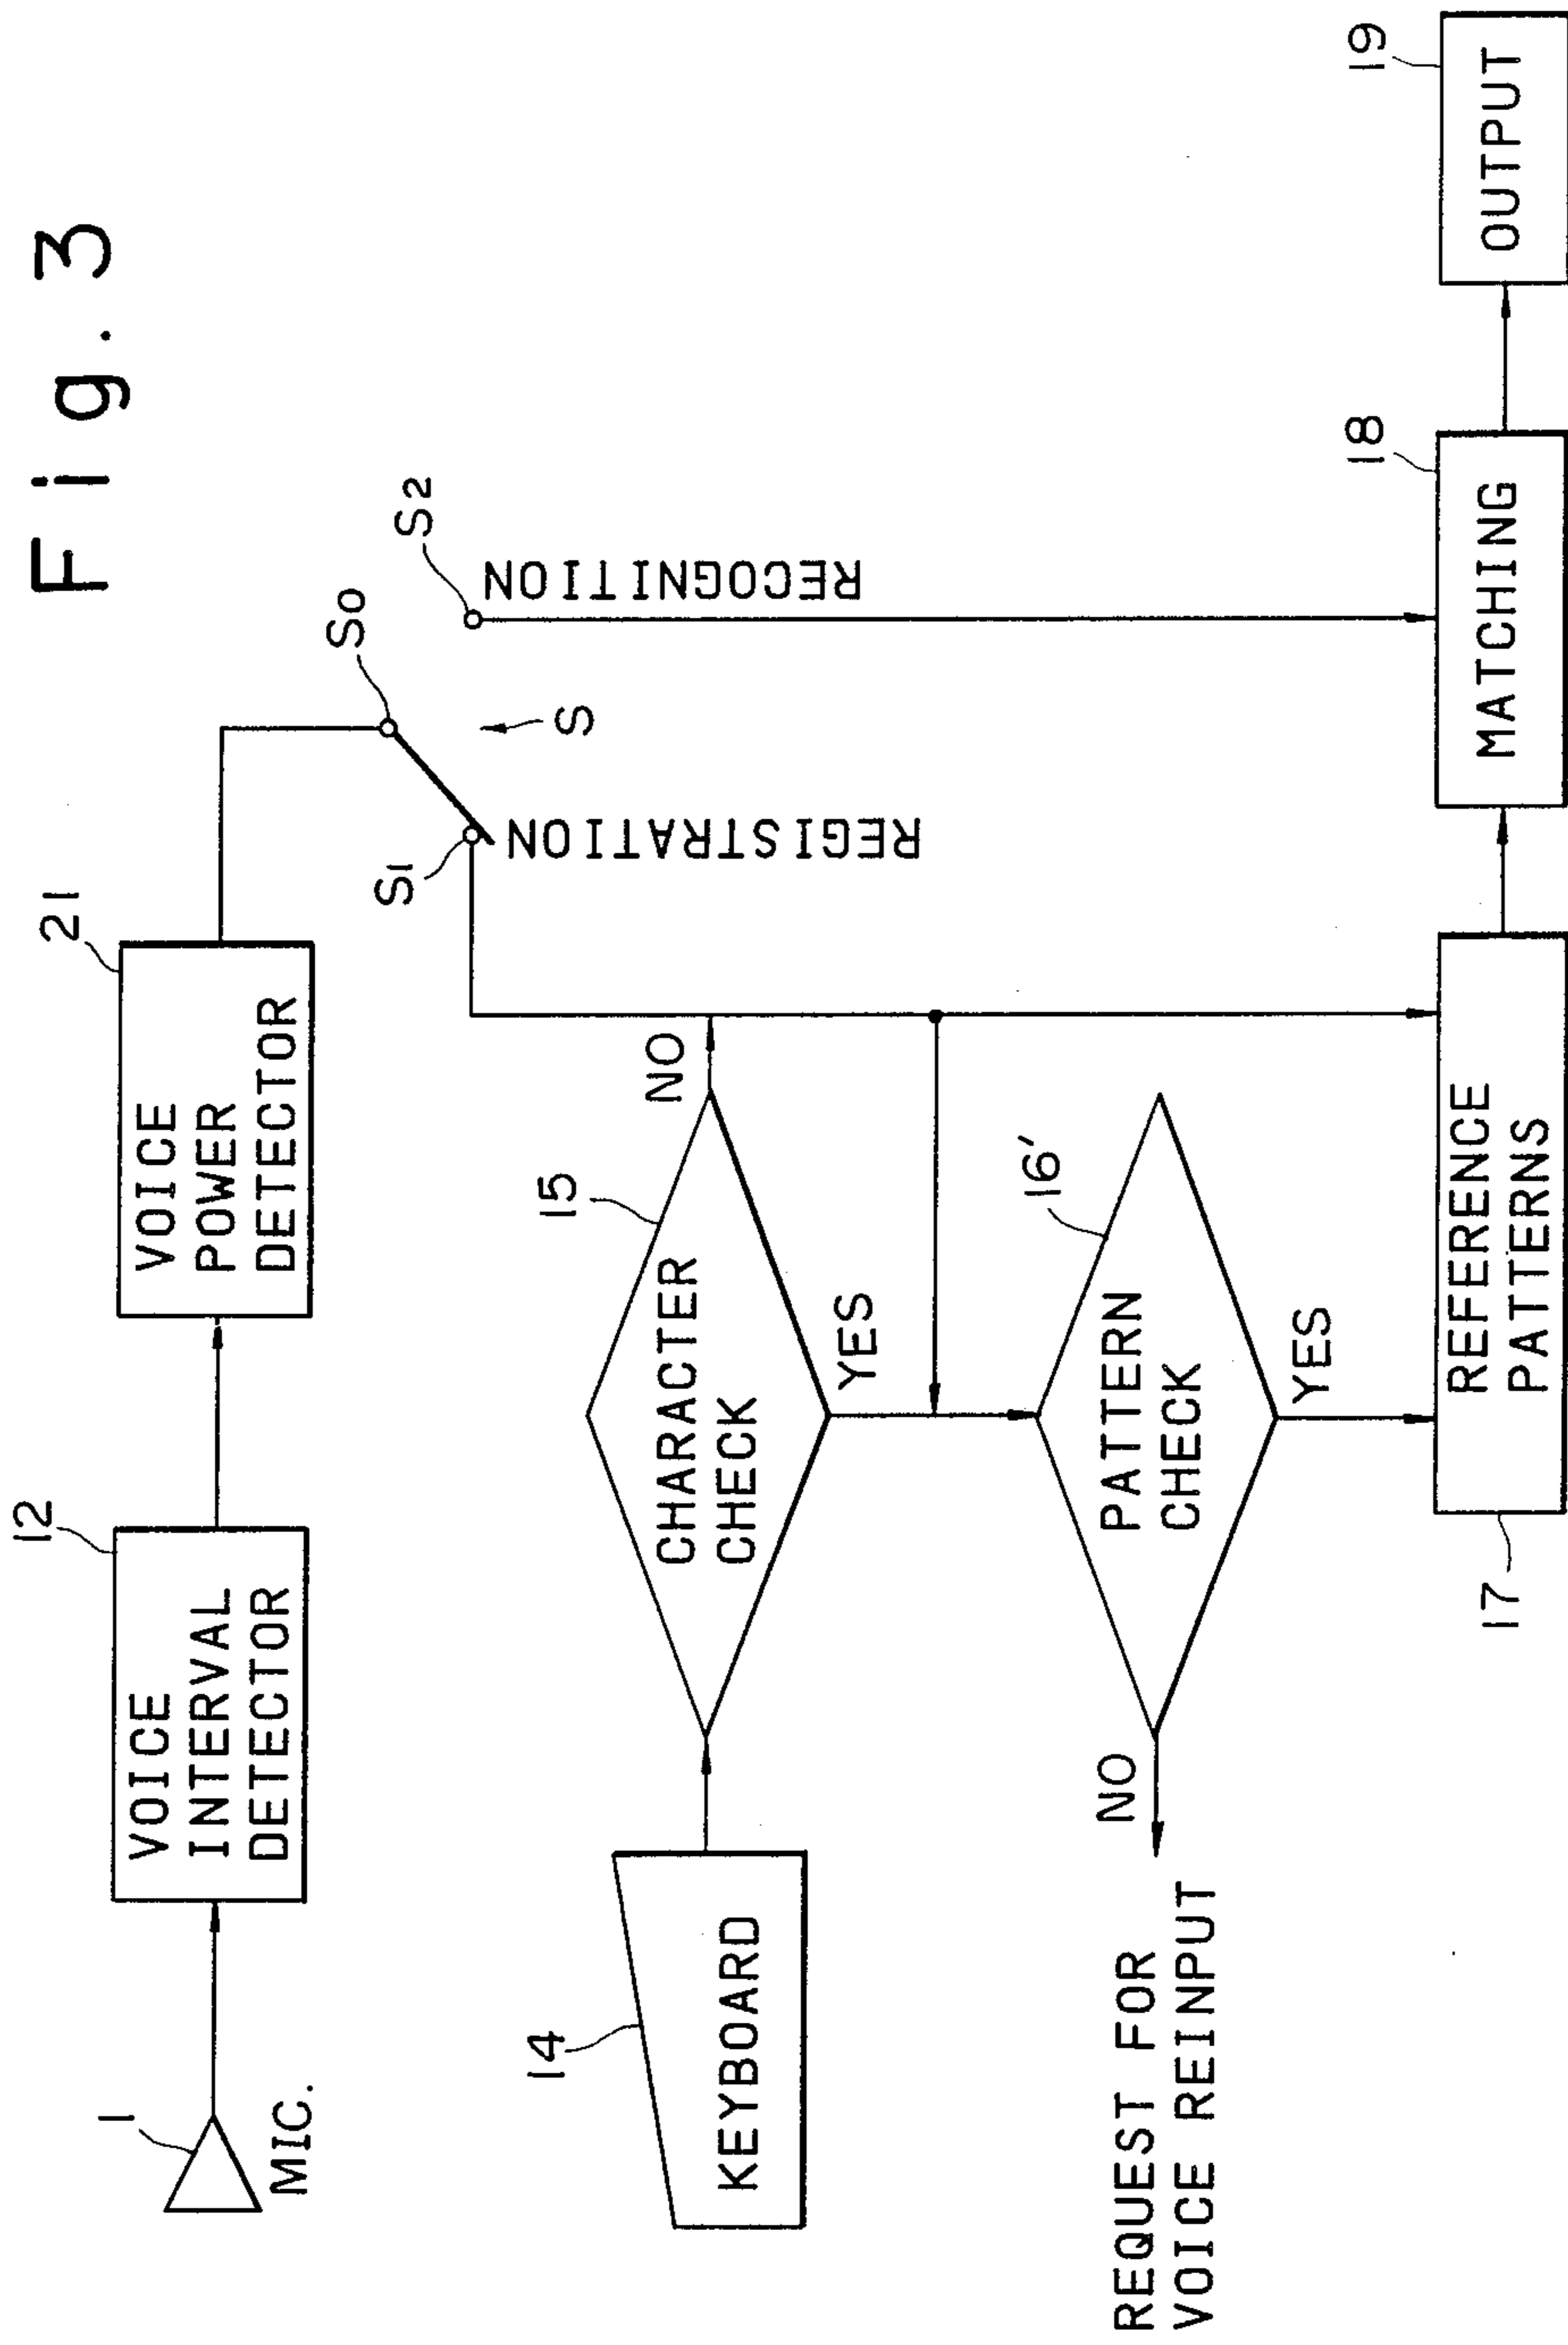 Fig. 3
1
MIC.
12
VOICE
INTERVAL
DETECTOR
21
VOICE
POWER
DETECTOR
S0
S1
S2
S
REGISTRATION
RECOGNITION
14
KEYBOARD
15
CHARACTER
CHECK
NO
YES
16'
PATTERN
CHECK
NO
YES
REQUEST FOR
VOICE REINPUT
17
REFERENCE
PATTERNS
18
MATCHING
19
OUTPUT